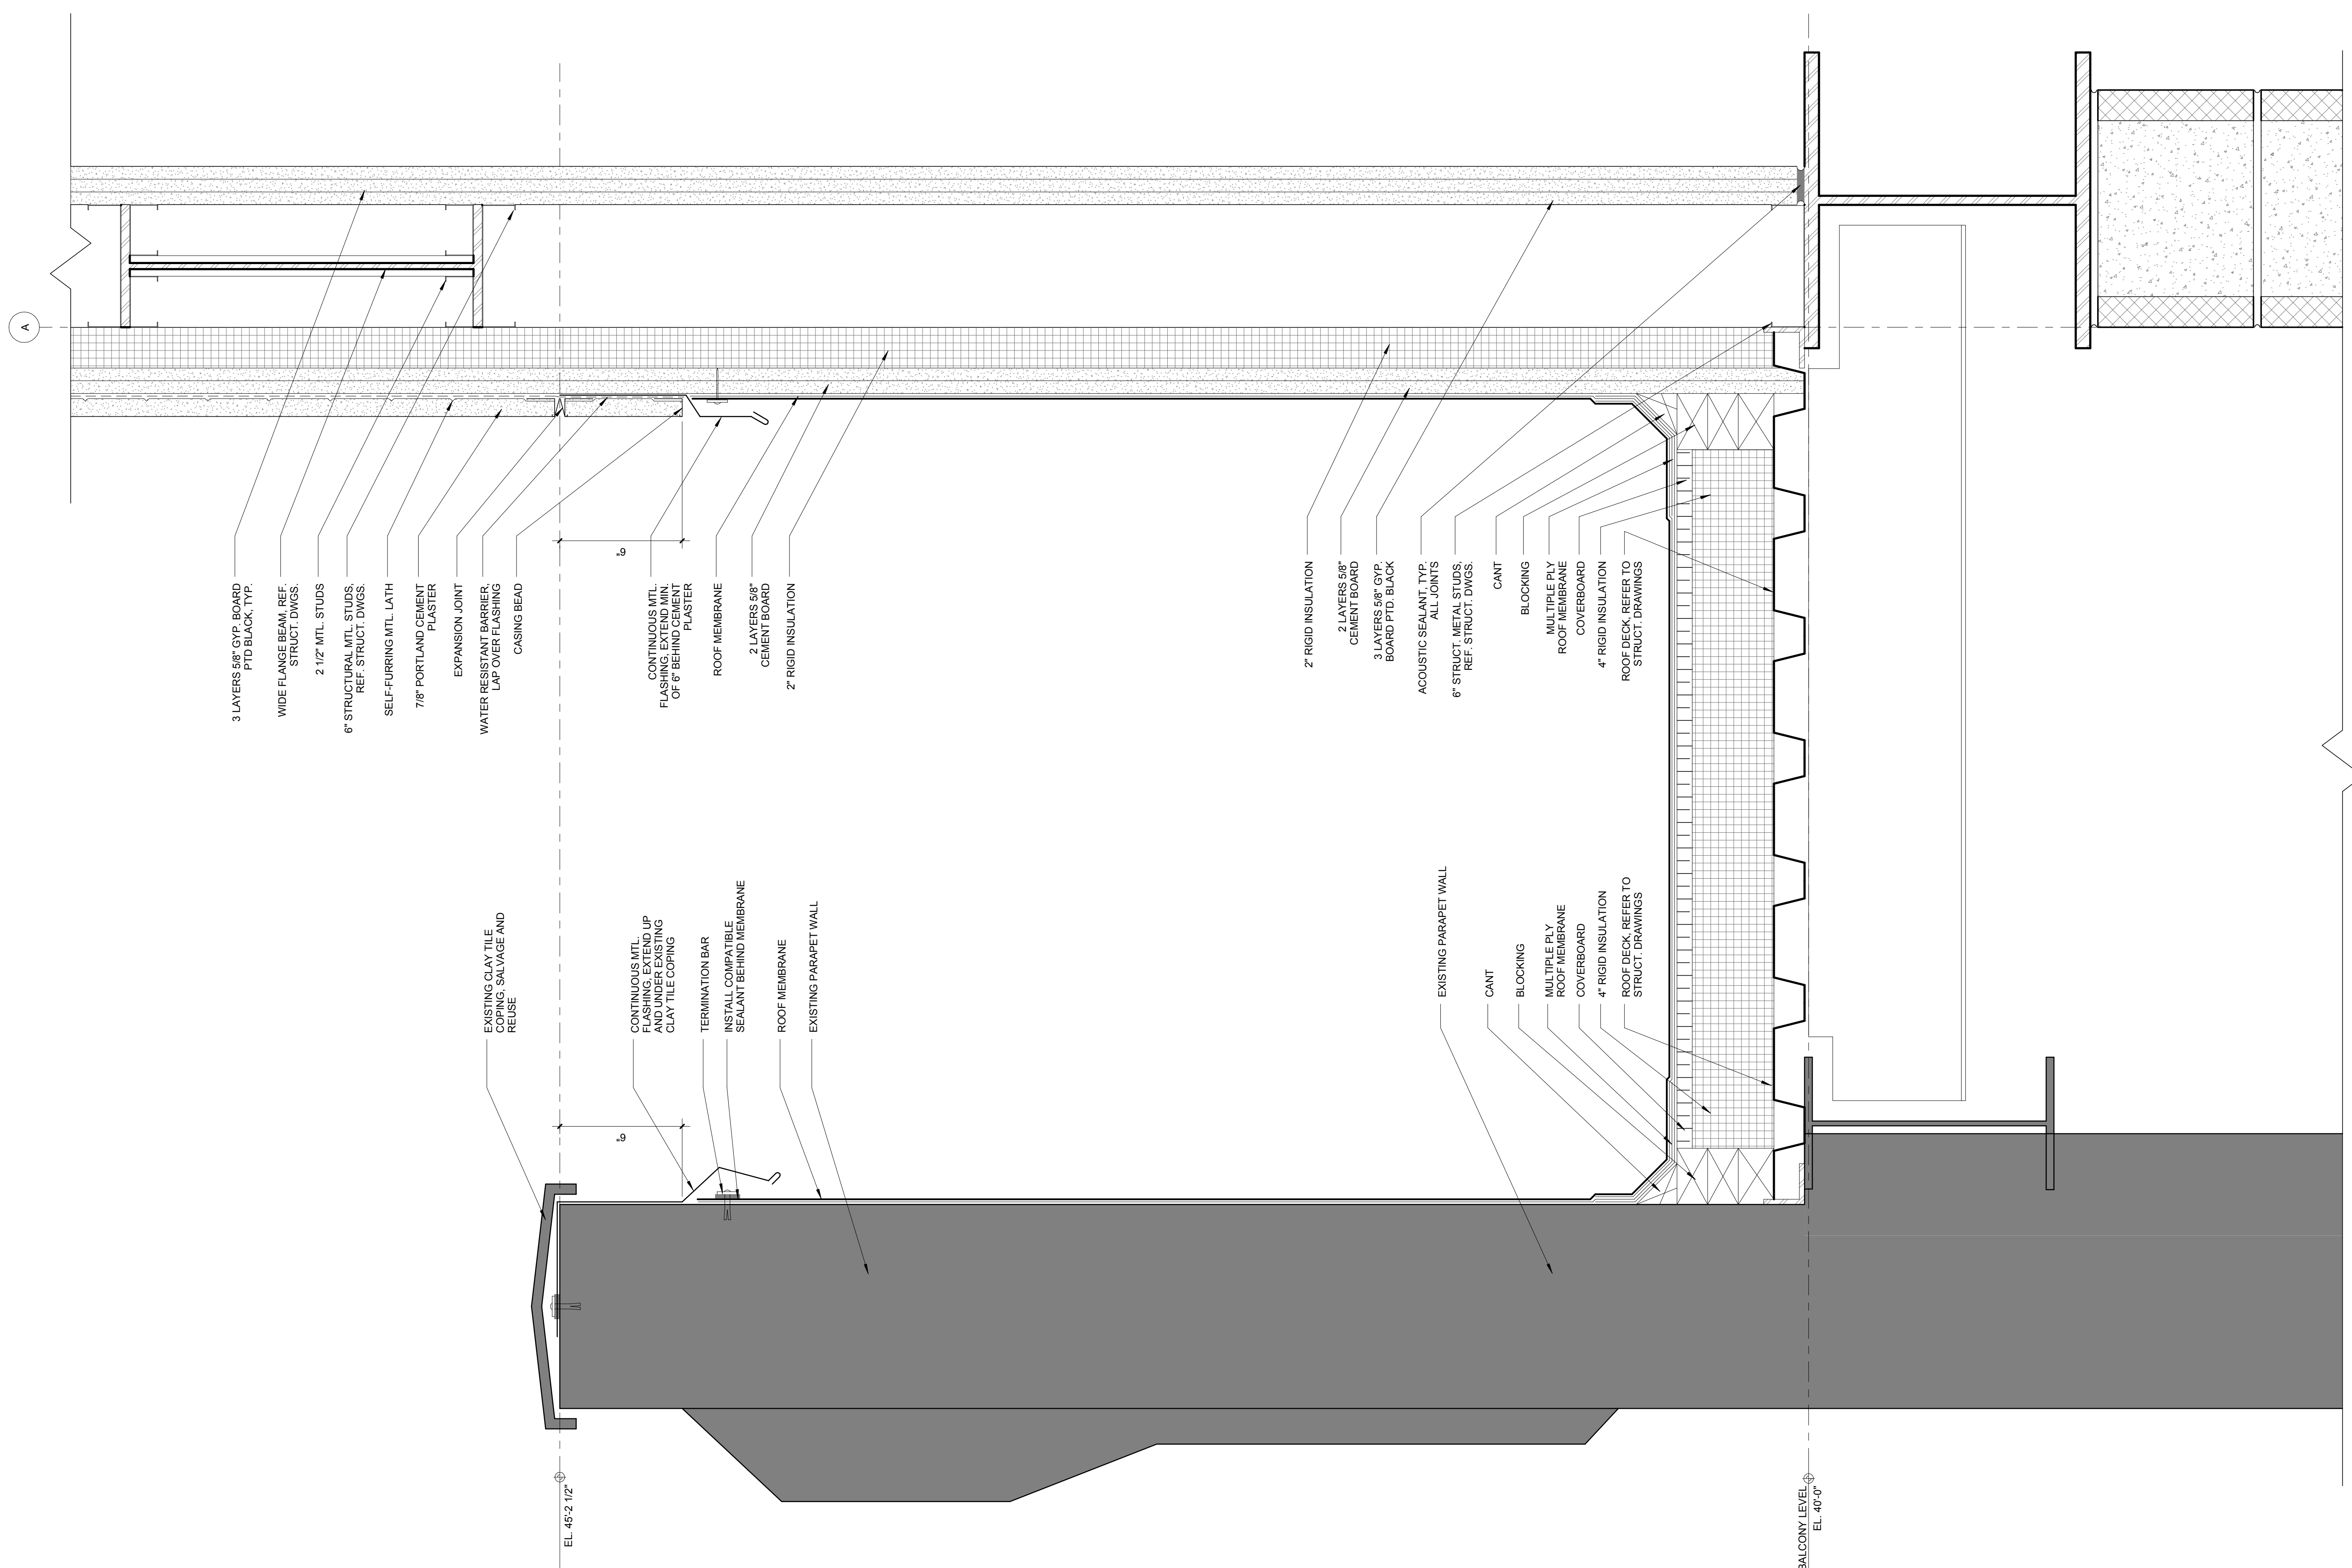 A
3 LAYERS 5/8" GYP. BOARD
PTD BLACK, TYP.
WIDE FLANGE BEAM, REF.
STRUCT. DWGS.
2 1/2" MTL. STUDS
6" STRUCTURAL MTL. STUDS,
REF. STRUCT. DWGS.
SELF-FURRING MTL. LATH
7/8" PORTLAND CEMENT
PLASTER
EXPANSION JOINT
WATER RESISTANT BARRIER,
LAP OVER FLASHING
CASING BEAD
6"
CONTINUOUS MTL.
FLASHING. EXTEND MIN.
OF 6" BEHIND CEMENT
PLASTER
ROOF MEMBRANE
2 LAYERS 5/8"
CEMENT BOARD
2" RIGID INSULATION
2" RIGID INSULATION
2 LAYERS 5/8"
CEMENT BOARD
3 LAYERS 5/8" GYP.
BOARD PTD. BLACK
ACOUSTIC SEALANT, TYP.
ALL JOINTS
6" STRUCT. METAL STUDS,
REF. STRUCT. DWGS.
CANT
BLOCKING
MULTIPLE PLY
ROOF MEMBRANE
COVERBOARD
4" RIGID INSULATION
ROOF DECK, REFER TO
STRUCT. DRAWINGS
EXISTING CLAY TILE
COPING, SALVAGE AND
REUSE
6"
CONTINUOUS MTL.
FLASHING, EXTEND UP
AND UNDER EXISTING
CLAY TILE COPING
TERMINATION BAR
INSTALL COMPATIBLE
SEALANT BEHIND MEMBRANE
ROOF MEMBRANE
EXISTING PARAPET WALL
EXISTING PARAPET WALL
CANT
BLOCKING
MULTIPLE PLY
ROOF MEMBRANE
COVERBOARD
4" RIGID INSULATION
ROOF DECK, REFER TO
STRUCT. DRAWINGS
EL. 45'-2 1/2"
BALCONY LEVEL
EL. 40'-0"